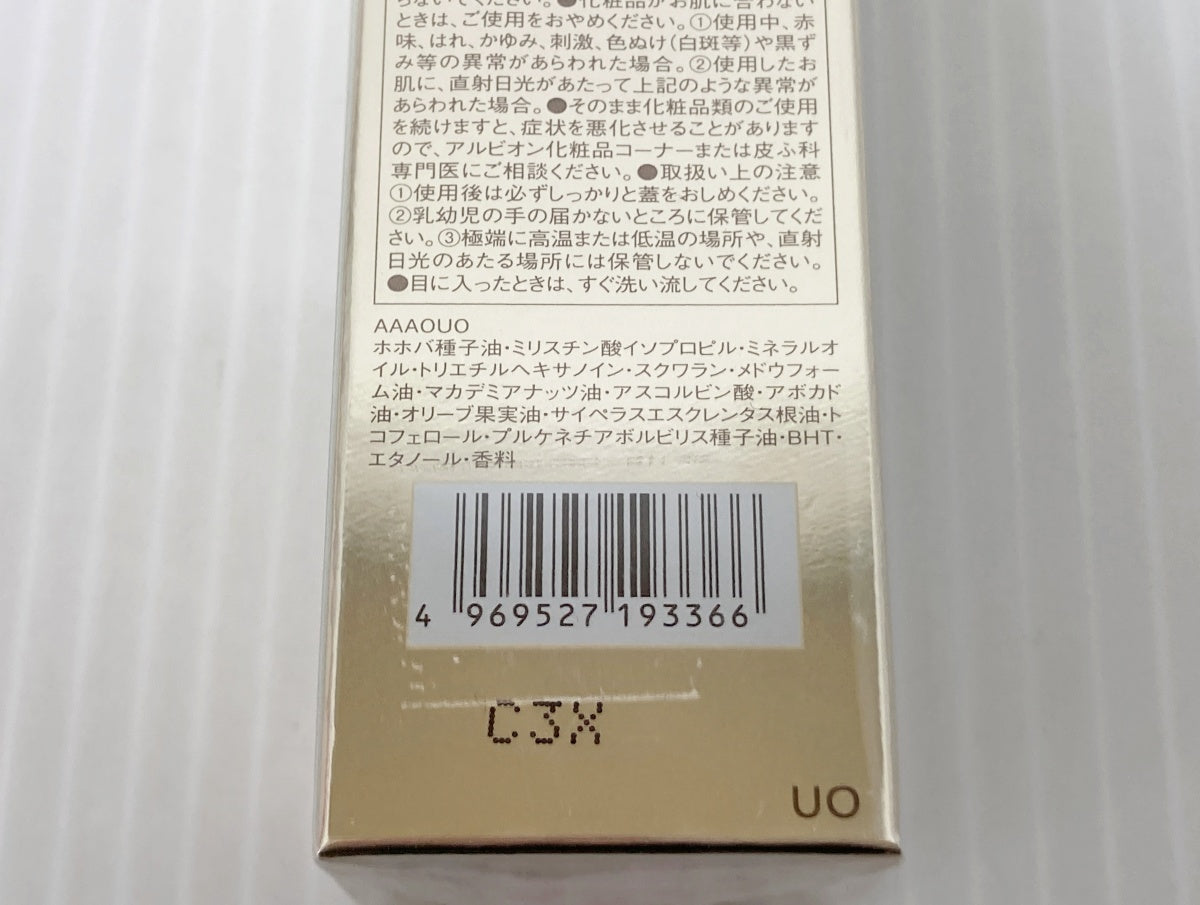 らないでください。●化粧品がお肌に合わない
ときは、ご使用をおやめください。①使用中、赤
味、はれ、かゆみ、刺激、色ぬけ(白斑等)や黒ず
み等の異常があらわれた場合。②使用したお
肌に、直射日光があたって上記のような異常が
あらわれた場合。●そのまま化粧品類のご使用
を続けますと、症状を悪化させることがあります
ので、アルビオン化粧品コーナーまたは皮ふ科
専門医にご相談ください。●取扱い上の注意
①使用後は必ずしっかりと蓋をおしめください。
②乳幼児の手の届かないところに保管してくだ
さい。③極端に高温または低温の場所や、直射
日光のあたる場所には保管しないでください。
●目に入ったときは、すぐ洗い流してください。
AAAOUO
ホホバ種子油・ミリスチン酸イソプロピル・ミネラルオ
イル・トリエチルヘキサノイン・スクワラン・メドウフォー
ム油・マカデミアナッツ油・アスコルビン酸・アボカド
油・オリーブ果実油・サイペラスエスクレンタス根油・ト
コフェロール・プルケネチアボルビリス種子油・BHT・
エタノール・香料
4 969527 193366
C3X
UO